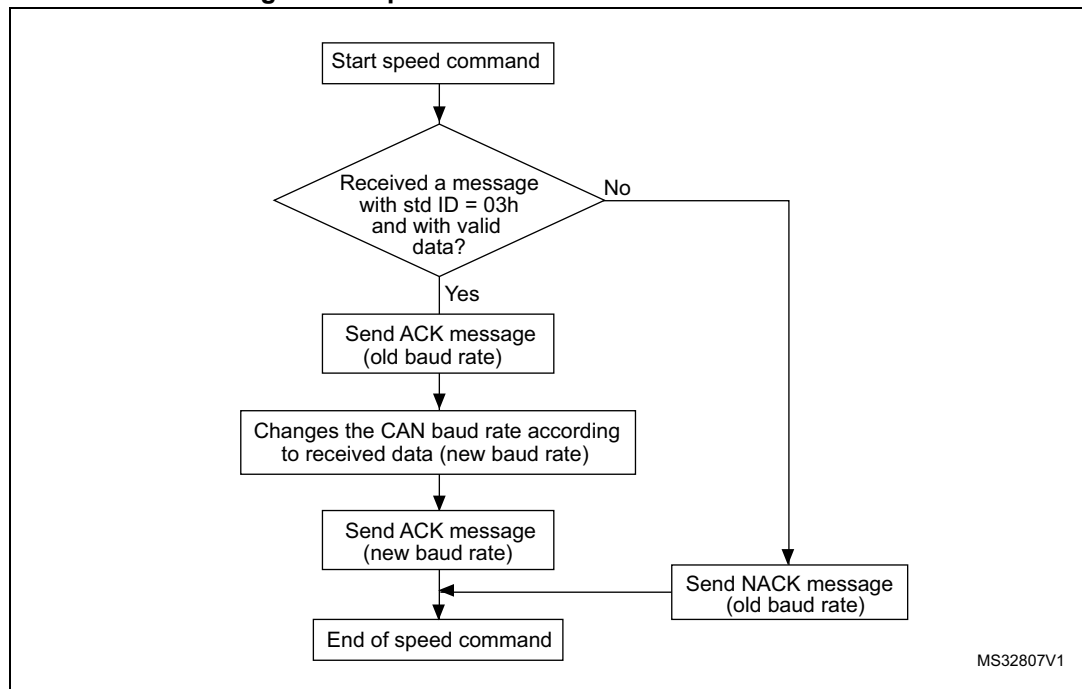 Start speed command
Received a message
with std ID = 03h
and with valid
data?
No
Yes
Send ACK message
(old baud rate)
Changes the CAN baud rate according
to received data (new baud rate)
Send ACK message
(new baud rate)
Send NACK message
(old baud rate)
End of speed command
MS32807V1